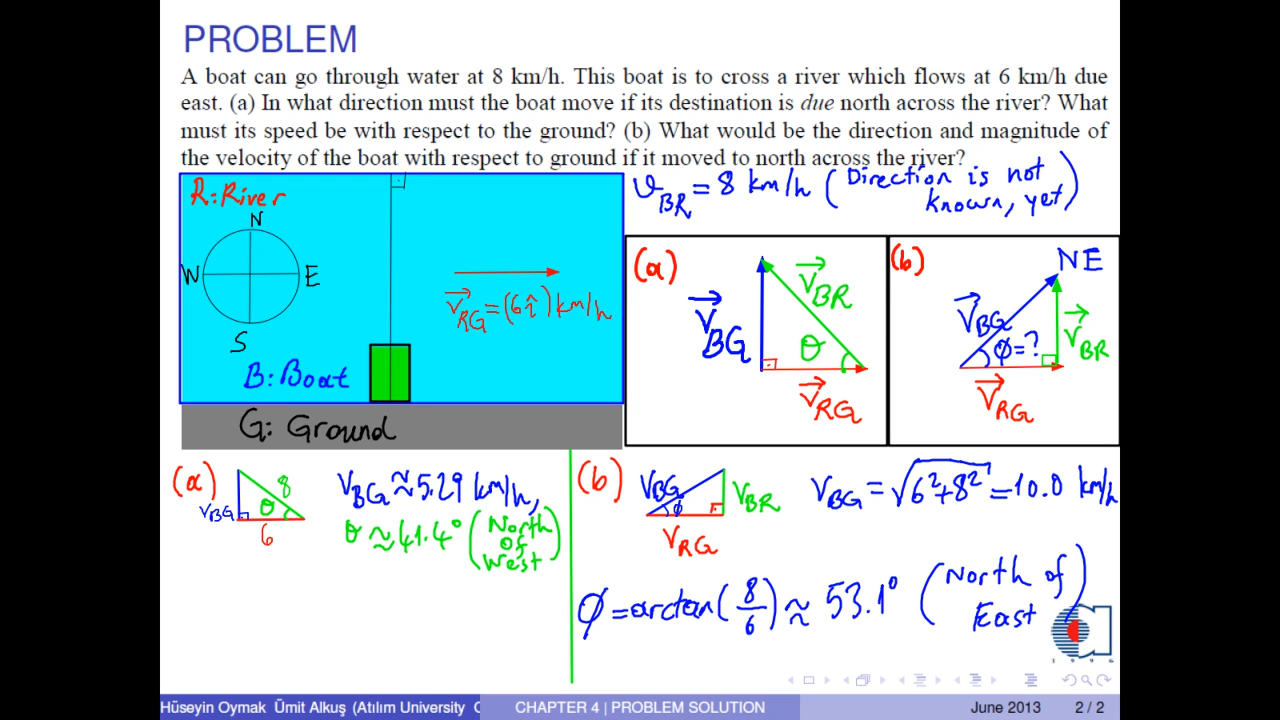 PROBLEM
A boat can go through water at 8 km/h. This boat is to cross a river which flows at 6 km/h due
east. (a) In what direction must the boat move if its destination is due north across the river? What
must its speed be with respect to the ground? (b) What would be the direction and magnitude of
the velocity of the boat with respect to ground if it moved to north across the river?
R: River
N
W E
S
V⃗RG = (6î) km/h
B: Boat
G: Ground
ϑBR = 8 km/h (Direction is not
known, yet)
(a)
V⃗BG
V⃗BR
θ
V⃗RG
(b)
NE
V⃗BG
ϕ=?
V⃗BR
V⃗RG
(a)
VBG
8
θ
6
VBG ≈ 5.29 km/h,
θ ≈ 41.4° (North
of
West)
(b)
VBG
ϕ
VBR
VRG
VBG = √6²+8² = 10.0 km/h
ϕ = arctan(8/6) ≈ 53.1° (North of
East)
1 9 9 6
Hüseyin Oymak Ümit Alkuş (Atılım University C
CHAPTER 4 | PROBLEM SOLUTION
June 2013 2 / 2